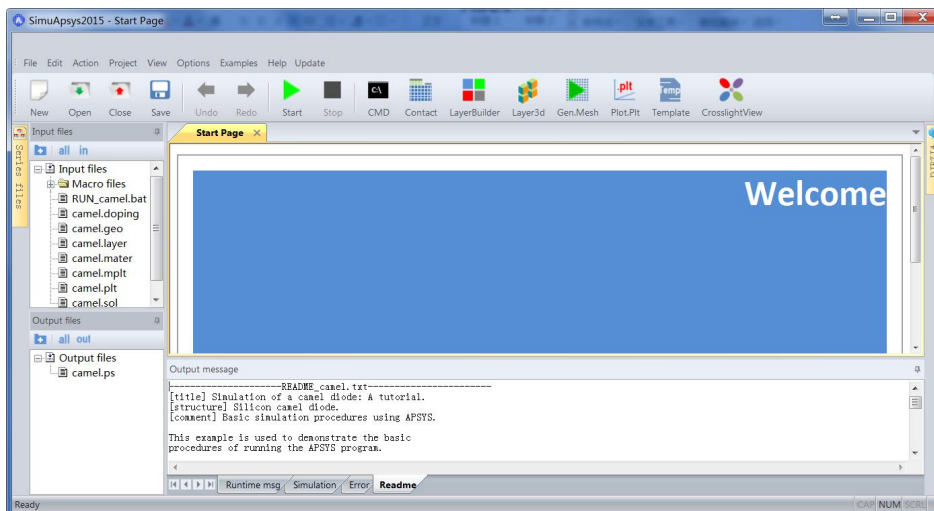 SimuApsys2015 - Start Page
File Edit Action Project View Options Examples Help Update
New Open Close Save Undo Redo Start Stop CMD Contact LayerBuilder Layer3d Gen.Mesh Plot.Plt Template CrosslightView
C:\
.plt
Temp
Series files
Input files
all in
Input files
Macro files
RUN_camel.bat
camel.doping
camel.geo
camel.layer
camel.mater
camel.mplt
camel.plt
camel.sol
Output files
all out
Output files
camel.ps
Start Page
Welcome
Output message
|---------------------README_camel.txt-----------------------
[title] Simulation of a camel diode: A tutorial.
[structure] Silicon camel diode.
[comment] Basic simulation procedures using APSYS.
This example is used to demonstrate the basic
procedures of running the APSYS program.
Runtime msg Simulation Error Readme
Ready
CAP NUM SCRL